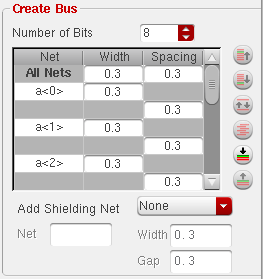 Create Bus
Number of Bits 8
Net Width Spacing
All Nets 0.3 0.3
a<0> 0.3
0.3
a<1> 0.3
0.3
a<2> 0.3
0.3
Add Shielding Net None
Net Width 0.3
Gap 0.3